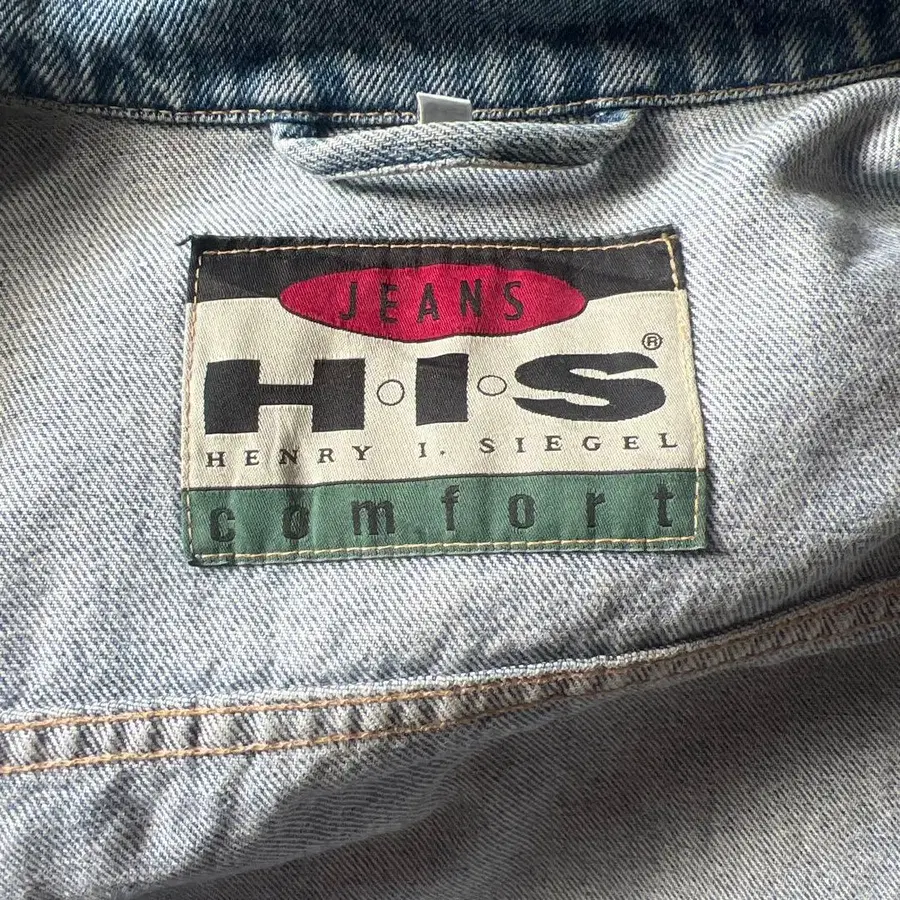 JEANS
H·I·S®
HENRY I. SIEGEL
comfort